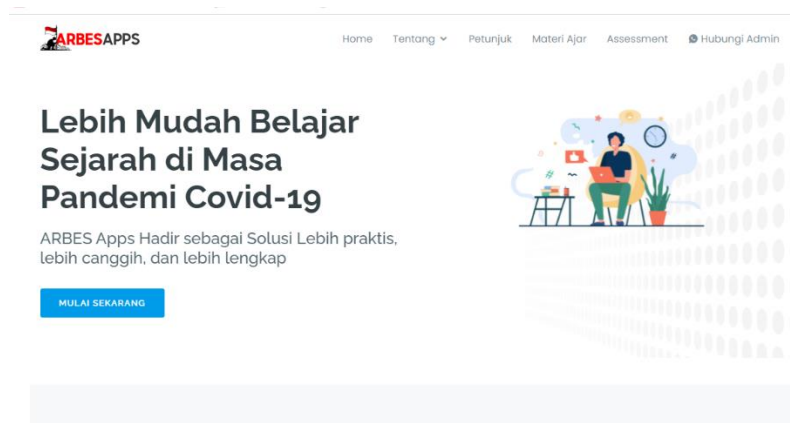 ARBESAPPS
Home Tentang Petunjuk Materi Ajar Assessment Hubungi Admin
Lebih Mudah Belajar
Sejarah di Masa
Pandemi Covid-19
ARBES Apps Hadir sebagai Solusi Lebih praktis,
lebih canggih, dan lebih lengkap
MULAI SEKARANG